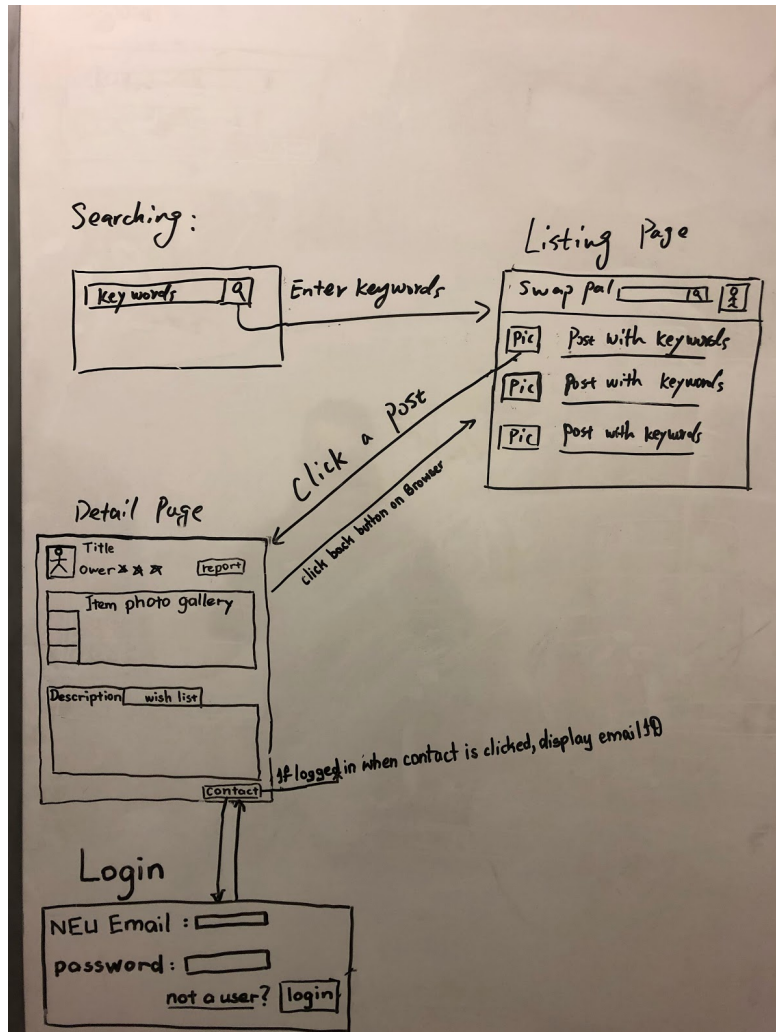 Searching:
keywords
Enter keywords
Listing Page
Swap pal
Pic Post with keywords
Pic Post with keywords
Pic Post with keywords
Click a post
click back button on Browser
Detail Page
Title
Ower
report
Item photo gallery
Description wish list
Contact
If logged in when contact is clicked, display email ID
Login
NEU Email :
password :
not a user? login